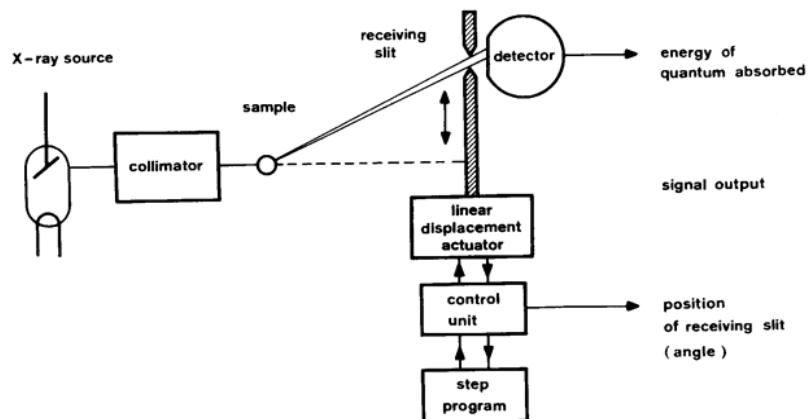 X-ray source
receiving
slit
detector
energy of
quantum absorbed
sample
collimator
signal output
linear
displacement
actuator
control
unit
position
of receiving slit
(angle)
step
program